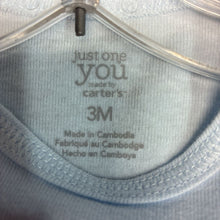 just one
you
made by
carter's
3M
Made in Cambodia
Fabriqué au Cambodge
Hecho en Camboya